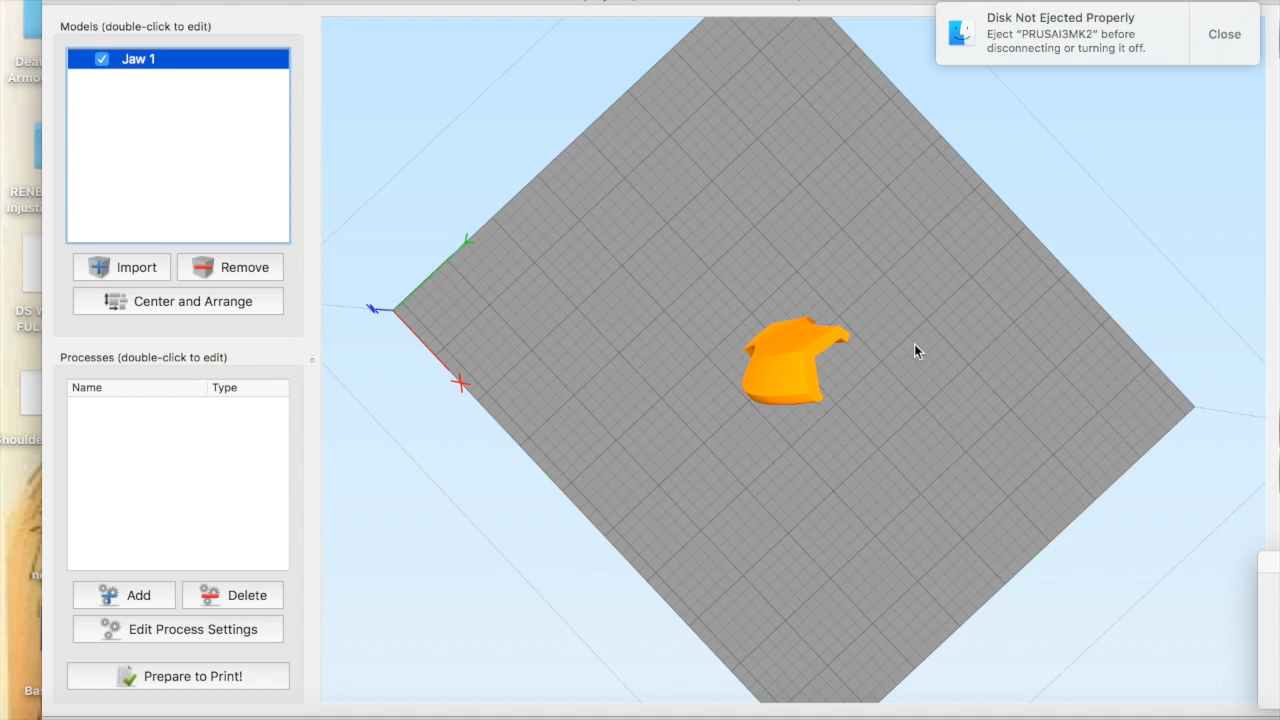 Models (double-click to edit)
Jaw 1
Import
Remove
Center and Arrange
Processes (double-click to edit)
Name
Type
Add
Delete
Edit Process Settings
Prepare to Print!
Disk Not Ejected Properly
Eject “PRUSAI3MK2” before
disconnecting or turning it off.
Close